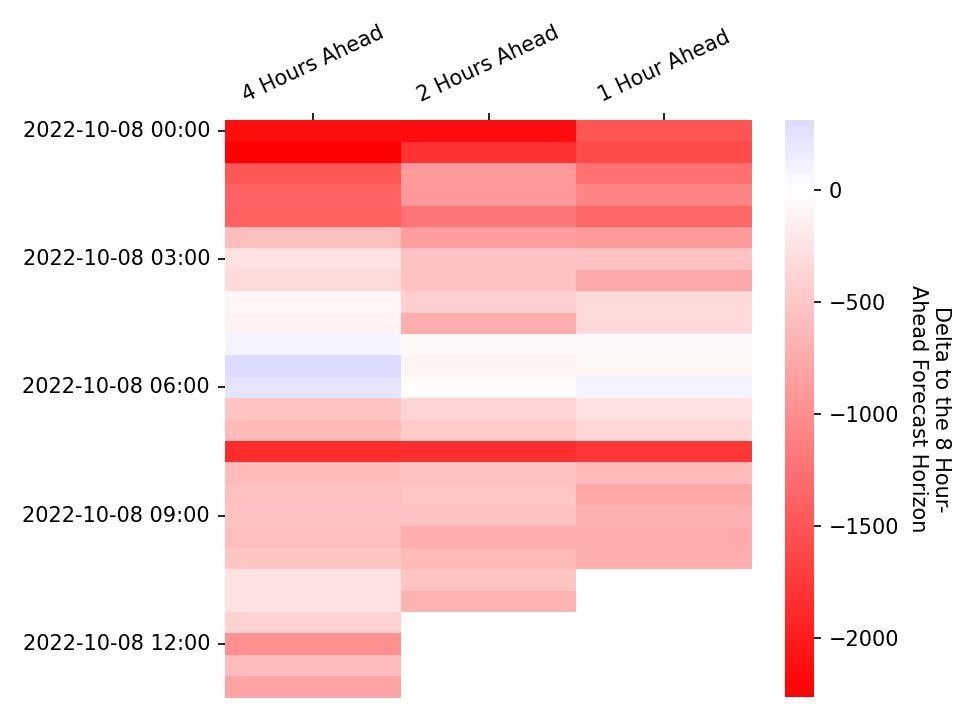 4 Hours Ahead
2 Hours Ahead
1 Hour Ahead
2022-10-08 00:00
2022-10-08 03:00
2022-10-08 06:00
2022-10-08 09:00
2022-10-08 12:00
0
−500
−1000
−1500
−2000
Delta to the 8 Hour-
Ahead Forecast Horizon